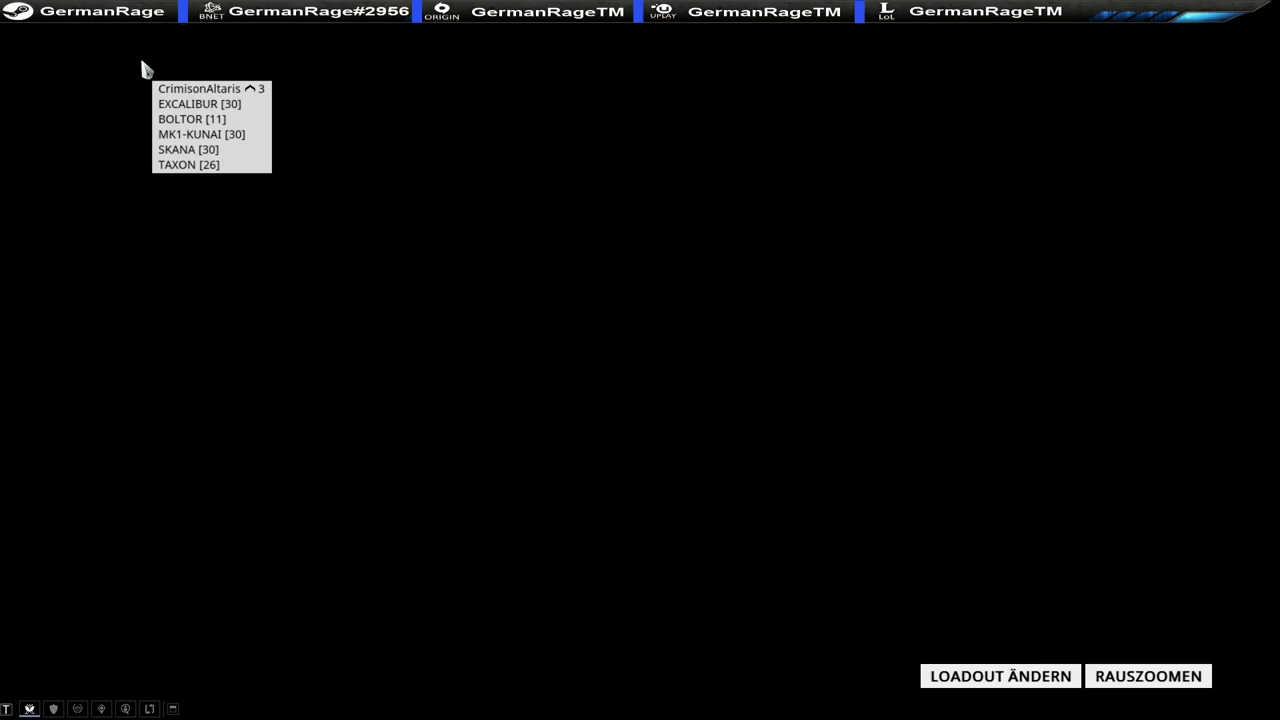 GermanRage BNET GermanRage#2956 ORIGIN GermanRageTM UPLAY GermanRageTM LoL GermanRageTM
CrimisonAltaris 3
EXCALIBUR [30]
BOLTOR [11]
MK1-KUNAI [30]
SKANA [30]
TAXON [26]
LOADOUT ÄNDERN RAUSZOOMEN
T